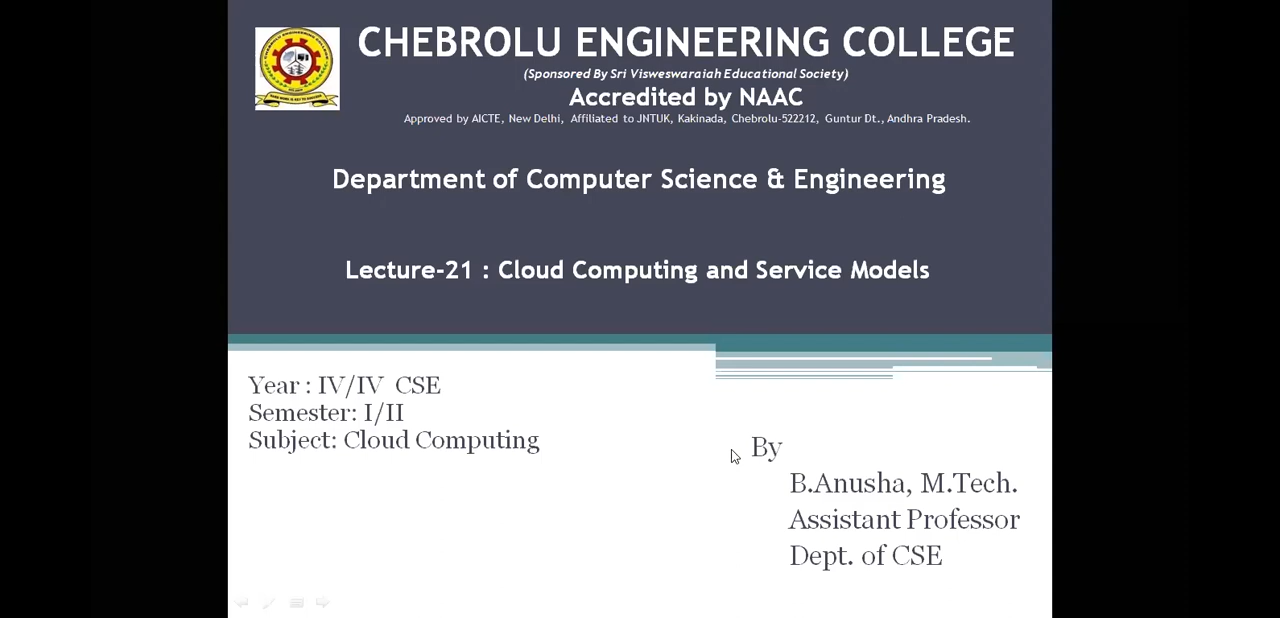 CHEBROLU ENGINEERING COLLEGE
(Sponsored By Sri Visweswaraiah Educational Society)
Accredited by NAAC
Approved by AICTE, New Delhi, Affiliated to JNTUK, Kakinada, Chebrolu-522212, Guntur Dt., Andhra Pradesh.
Department of Computer Science & Engineering
Lecture-21 : Cloud Computing and Service Models
Year : IV/IV CSE
Semester: I/II
Subject: Cloud Computing
By
B.Anusha, M.Tech.
Assistant Professor
Dept. of CSE